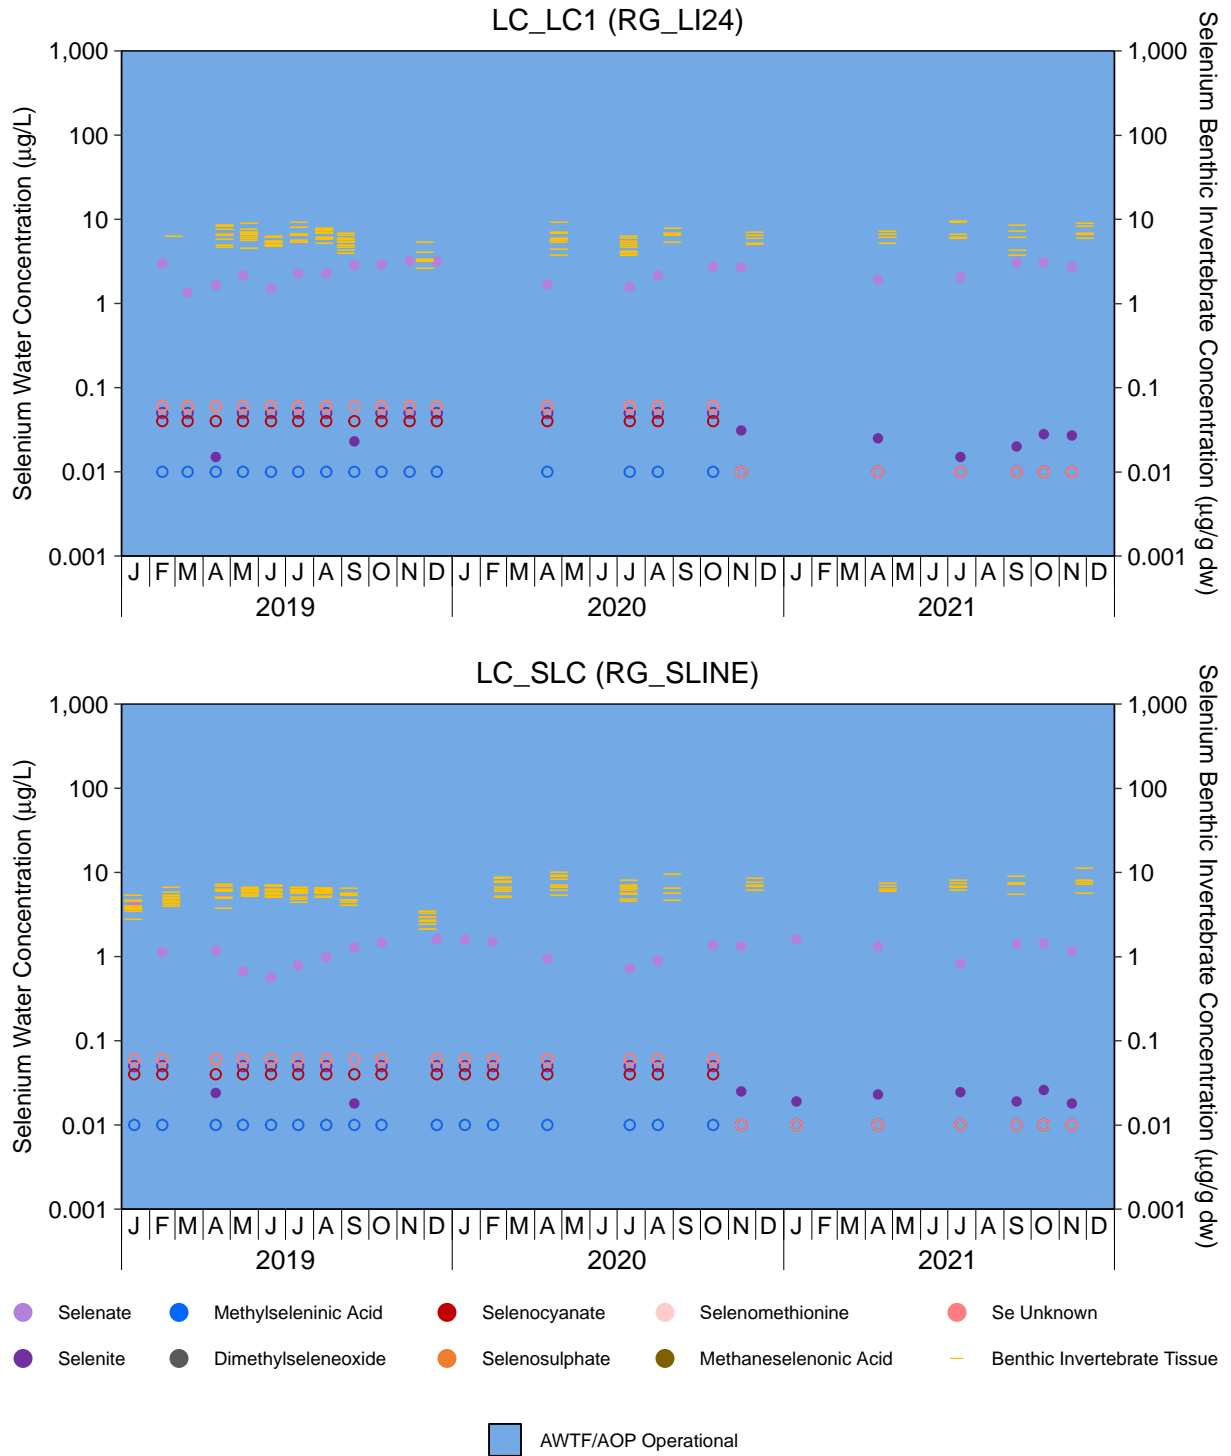 LC_LC1 (RG_LI24)
Selenium Water Concentration (µg/L)
1,000
100
10
1
0.1
0.01
0.001
1,000
100
10
1
0.1
0.01
0.001
Selenium Benthic Invertebrate Concentration (µg/g dw)
J F M A M J J A S O N D J F A M J J A S O N D J F M A M J J A S O N D
2019 2020 2021
LC_SLC (RG_SLINE)
Selenium Water Concentration (µg/L)
1,000
100
10
1
0.1
0.01
0.001
1,000
100
10
1
0.1
0.01
0.001
Selenium Benthic Invertebrate Concentration (µg/g dw)
J F M A M J J A S O N D J F A M J J A S O N D J F M A M J J A S O N D
2019 2020 2021
Selenate Methylseleninic Acid Selenocyanate Selenomethionine Se Unknown
Selenite Dimethylseleneoxide Selenosulphate Methaneselenonic Acid Benthic Invertebrate Tissue
AWTF/AOP Operational